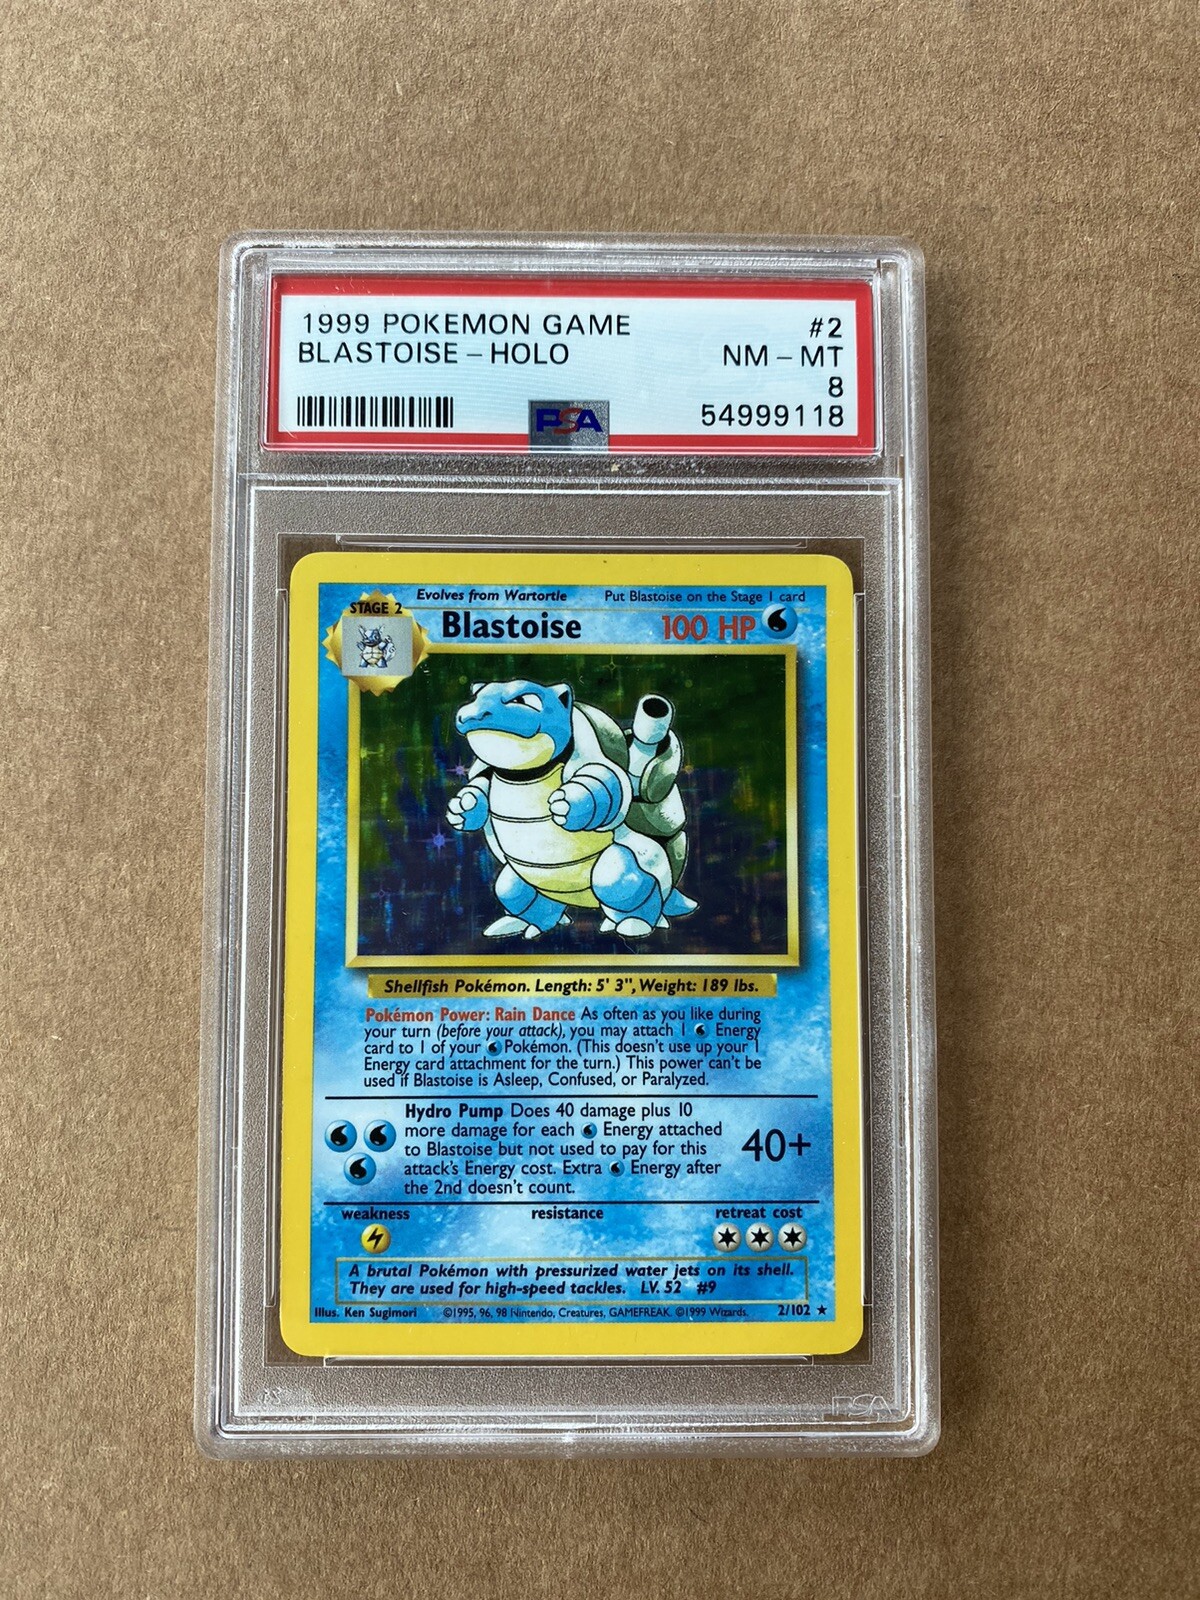 1999 POKEMON GAME #2
BLASTOISE - HOLO NM - MT
8
PSA 54999118
Evolves from Wartortle Put Blastoise on the Stage 1 card
STAGE 2
Blastoise 100 HP
Shellfish Pokémon. Length: 5' 3", Weight: 189 lbs.
Pokémon Power: Rain Dance As often as you like during
your turn (before your attack), you may attach 1 Energy
card to 1 of your Pokémon. (This doesn't use up your 1
Energy card attachment for the turn.) This power can't be
used if Blastoise is Asleep, Confused, or Paralyzed.
Hydro Pump Does 40 damage plus 10
more damage for each Energy attached
to Blastoise but not used to pay for this
attack's Energy cost. Extra Energy after
the 2nd doesn't count.
40+
weakness resistance retreat cost
A brutal Pokémon with pressurized water jets on its shell.
They are used for high-speed tackles. LV. 52 #9
Illus. Ken Sugimori ©1995, 96, 98 Nintendo, Creatures, GAMEFREAK. ©1999 Wizards. 2/102 ★
PSA